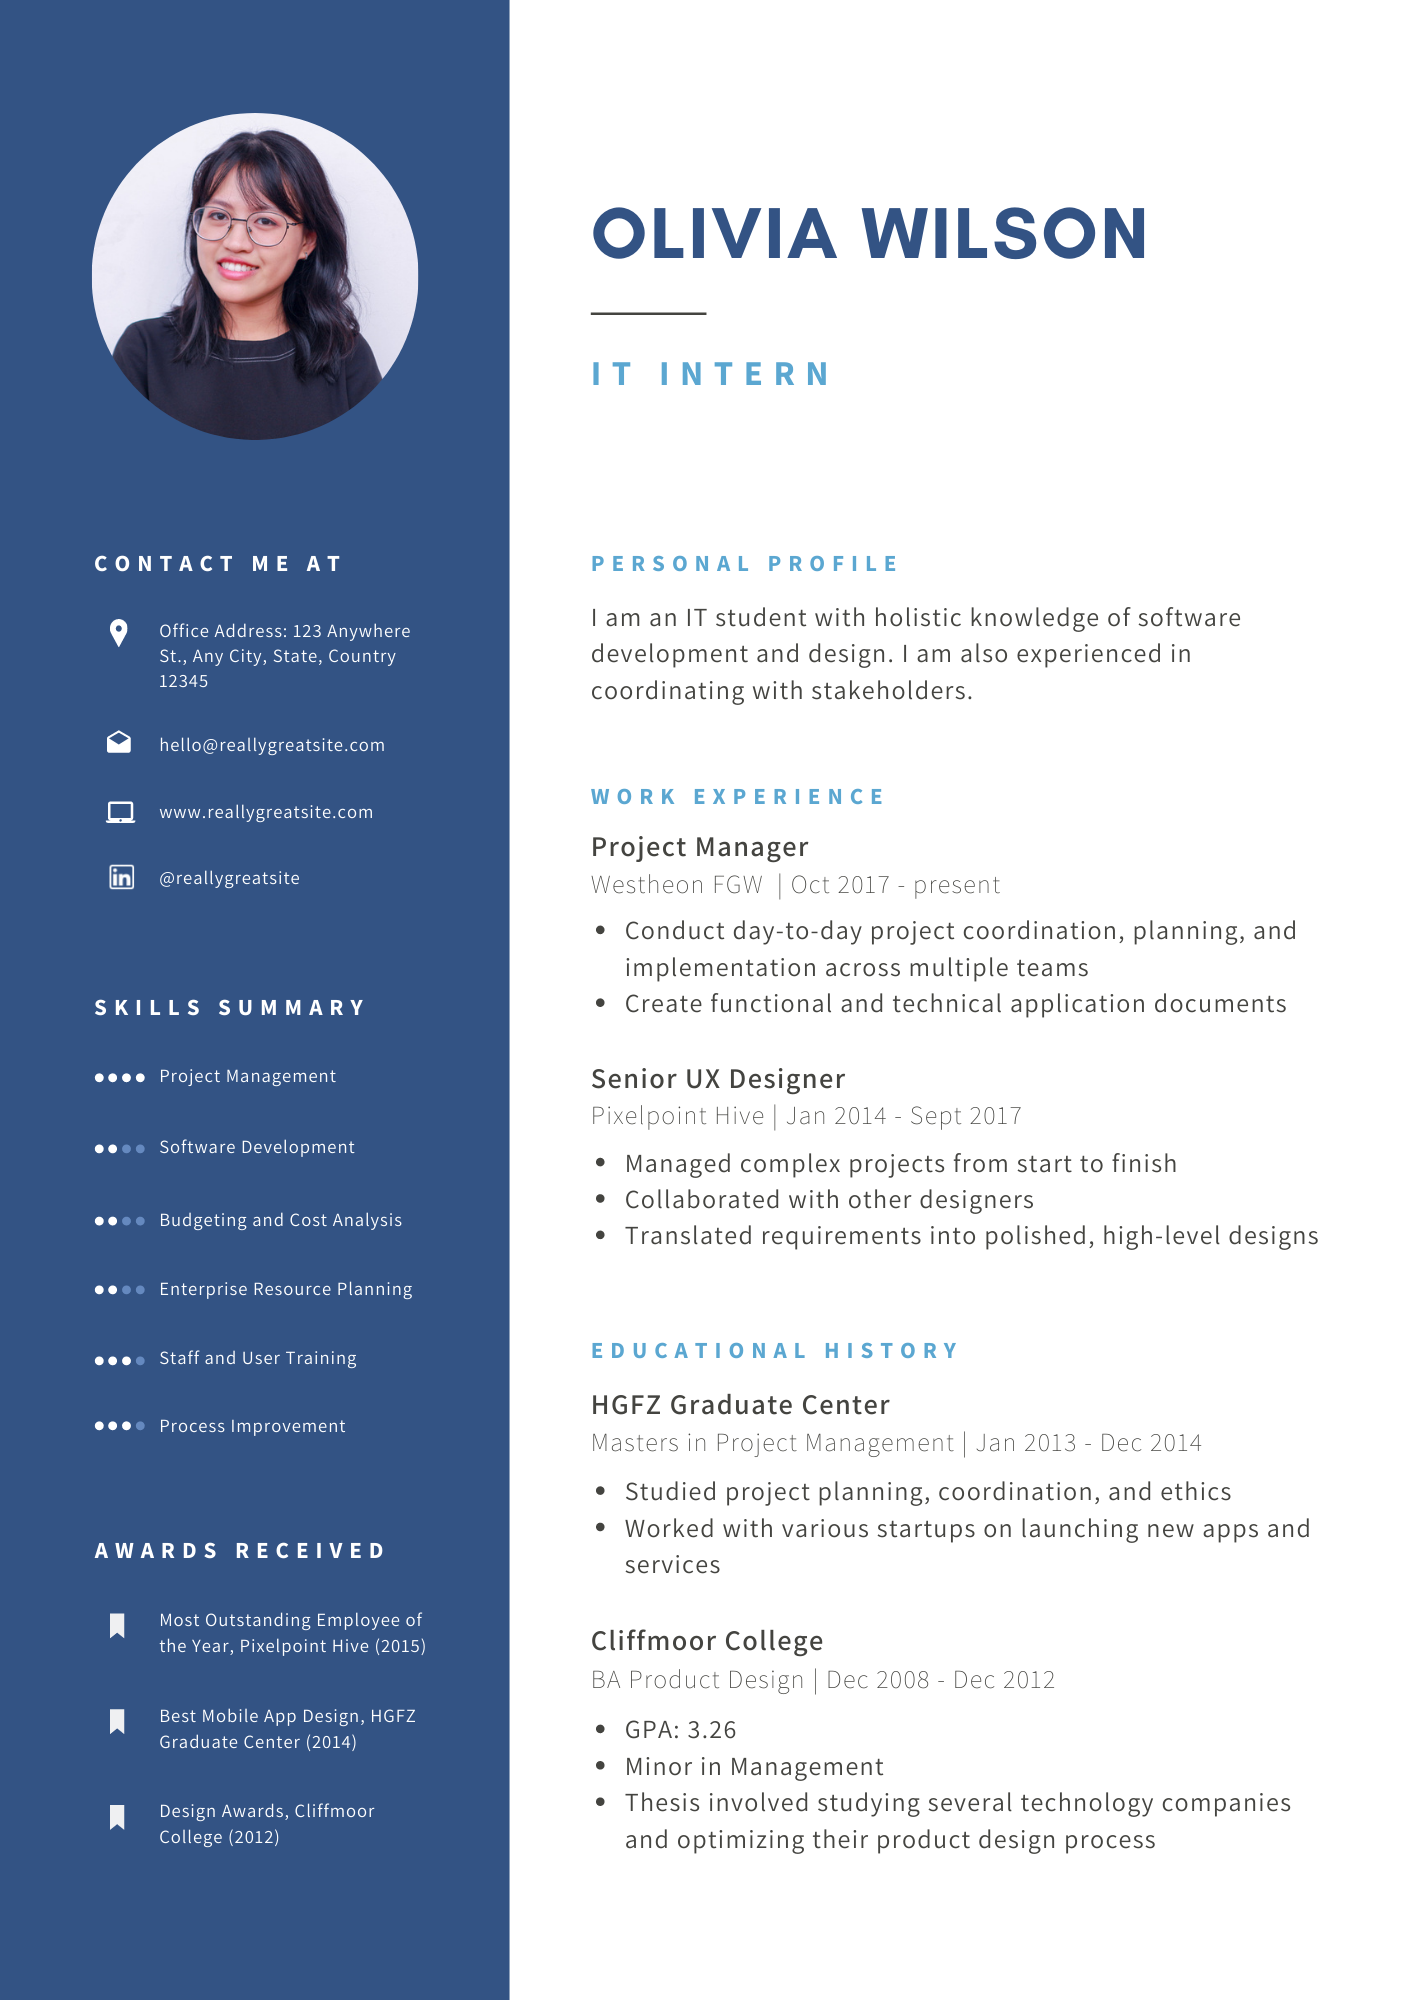 OLIVIA WILSON
IT INTERN
CONTACT ME AT
Office Address: 123 Anywhere
St., Any City, State, Country
12345
hello@reallygreatsite.com
www.reallygreatsite.com
in
@reallygreatsite
SKILLS SUMMARY
Project Management
Software Development
Budgeting and Cost Analysis
Enterprise Resource Planning
Staff and User Training
Process Improvement
AWARDS RECEIVED
Most Outstanding Employee of
the Year, Pixelpoint Hive (2015)
Best Mobile App Design, HGFZ
Graduate Center (2014)
Design Awards, Cliffmoor
College (2012)
PERSONAL PROFILE
I am an IT student with holistic knowledge of software
development and design. I am also experienced in
coordinating with stakeholders.
WORK EXPERIENCE
Project Manager
Westheon FGW | Oct 2017 - present
• Conduct day-to-day project coordination, planning, and
implementation across multiple teams
• Create functional and technical application documents
Senior UX Designer
Pixelpoint Hive | Jan 2014 - Sept 2017
• Managed complex projects from start to finish
• Collaborated with other designers
• Translated requirements into polished, high-level designs
EDUCATIONAL HISTORY
HGFZ Graduate Center
Masters in Project Management | Jan 2013 - Dec 2014
• Studied project planning, coordination, and ethics
• Worked with various startups on launching new apps and
services
Cliffmoor College
BA Product Design | Dec 2008 - Dec 2012
• GPA: 3.26
• Minor in Management
• Thesis involved studying several technology companies
and optimizing their product design process